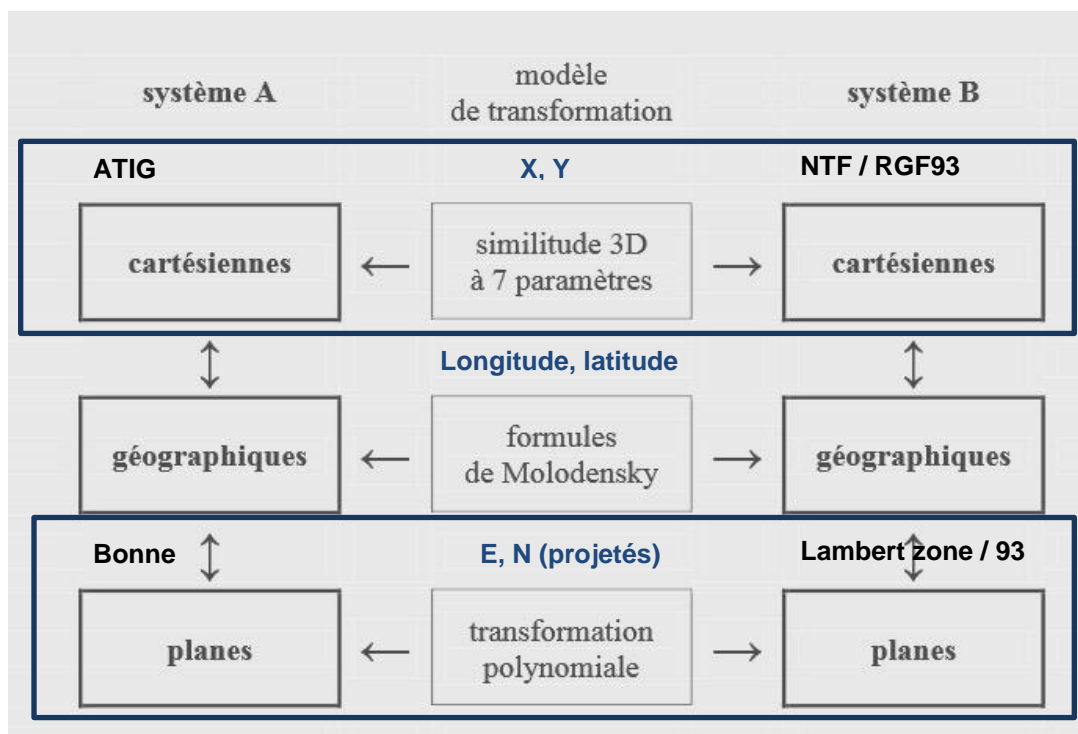 système A
modèle
de transformation
système B
ATIG
X, Y
NTF / RGF93
cartésiennes
similitude 3D
à 7 paramètres
cartésiennes
Longitude, latitude
géographiques
formules
de Molodensky
géographiques
Bonne
E, N (projetés)
Lambert zone / 93
planes
transformation
polynomiale
planes